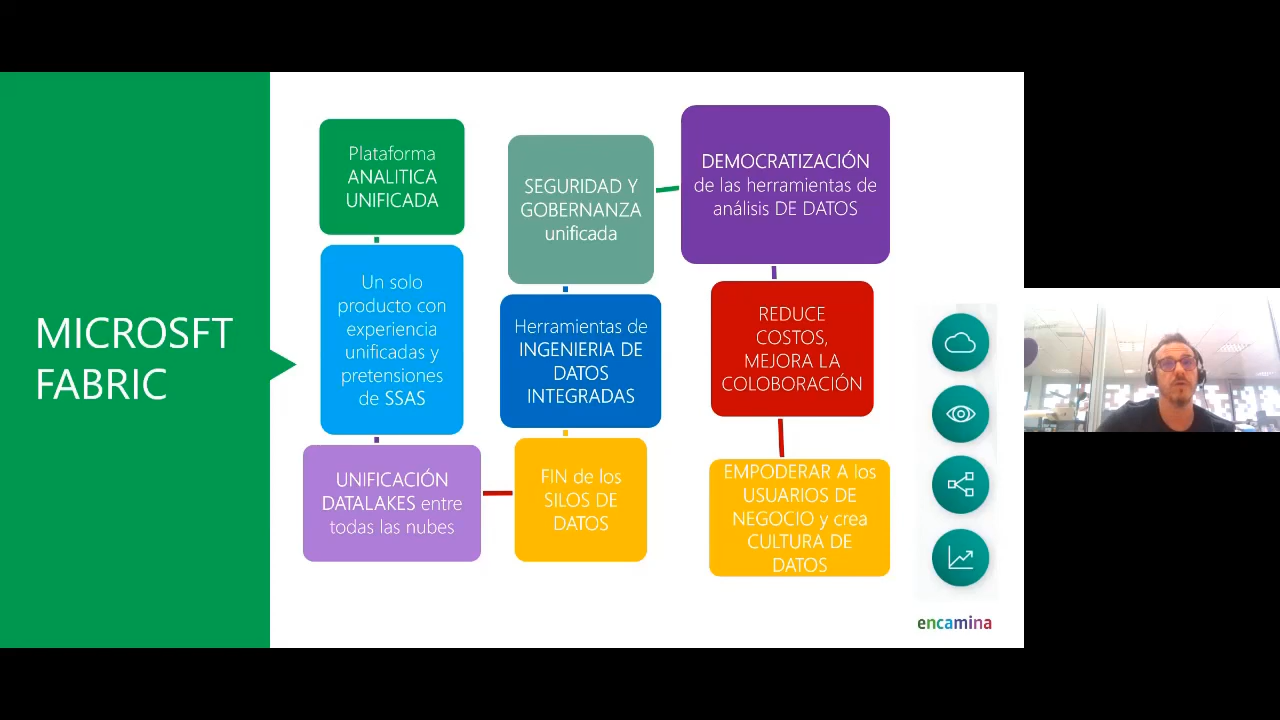 MICROSFT
FABRIC
Plataforma
ANALITICA
UNIFICADA
Un solo
producto con
experiencia
unificadas y
pretensiones
de SSAS
UNIFICACIÓN
DATALAKES entre
todas las nubes
FIN de los
SILOS DE
DATOS
Herramientas de
INGENIERIA DE
DATOS
INTEGRADAS
SEGURIDAD Y
GOBERNANZA
unificada
DEMOCRATIZACIÓN
de las herramientas de
análisis DE DATOS
REDUCE
COSTOS,
MEJORA LA
COLOBORACIÓN
EMPODERAR A los
USUARIOS DE
NEGOCIO y crea
CULTURA DE
DATOS
encamina